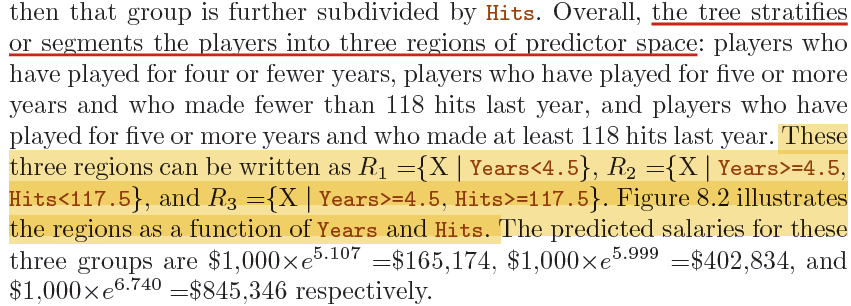 then that group is further subdivided by Hits. Overall, the tree stratifies
or segments the players into three regions of predictor space: players who
have played for four or fewer years, players who have played for five or more
years and who made fewer than 118 hits last year, and players who have
played for five or more years and who made at least 118 hits last year. These
three regions can be written as R₁ ={X | Years<4.5}, R₂ ={X | Years>=4.5,
Hits<117.5}, and R₃ ={X | Years>=4.5, Hits>=117.5}. Figure 8.2 illustrates
the regions as a function of Years and Hits. The predicted salaries for these
three groups are $1,000×e^5.107 =$165,174, $1,000×e^5.999 =$402,834, and
$1,000×e^6.740 =$845,346 respectively.